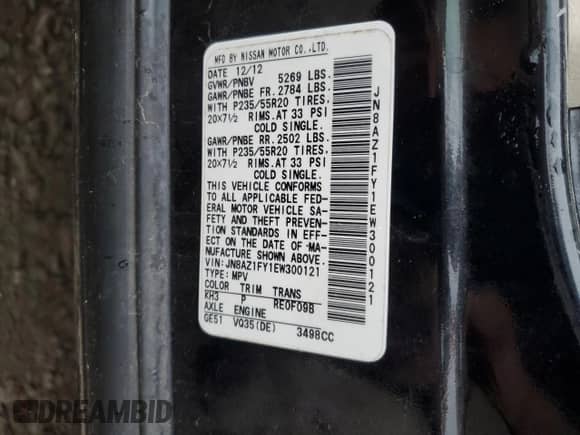 MFD BY NISSAN MOTOR CO.,LTD.
DATE 12/12
GVWR/PNBV 5269 LBS.
GAWR/PNBE FR. 2784 LBS.
WITH P235/55R20 TIRES.
20×7½ RIMS.AT 33 PSI
COLD SINGLE.
GAWR/PNBE RR. 2502 LBS.
WITH P235/55R20 TIRES.
20×7½ RIMS.AT 33 PSI
COLD SINGLE.
THIS VEHICLE CONFORMS
TO ALL APPLICABLE FED-
ERAL MOTOR VEHICLE SA-
FETY AND THEFT PREVEN-
TION STANDARDS IN EFF-
ECT ON THE DATE OF MA-
NUFACTURE SHOWN ABOVE.
VIN: JN8AZ1FY1EW300121
TYPE: MPV
COLOR TRIM TRANS
KH3 P RE0F09B
AXLE ENGINE
GE51 VQ35(DE) 3498CC
JN8AZ1FY1EW300121
DREAMBID